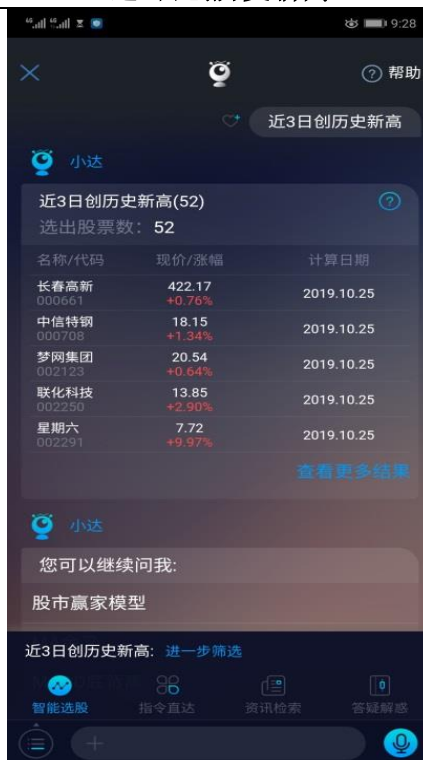 9:28
帮助
近3日创历史新高
小达
近3日创历史新高(52)
选出股票数: 52
名称/代码 现价/涨幅 计算日期
长春高新 422.17 2019.10.25
000661 +0.76%
中信特钢 18.15 2019.10.25
000708 +1.34%
梦网集团 20.54 2019.10.25
002123 +0.64%
联化科技 13.85 2019.10.25
002250 +2.90%
星期六 7.72 2019.10.25
002291 +9.97%
查看更多结果
小达
您可以继续问我:
股市赢家模型
近3日创历史新高: 进一步筛选
智能选股 指令直达 资讯检索 答疑解惑